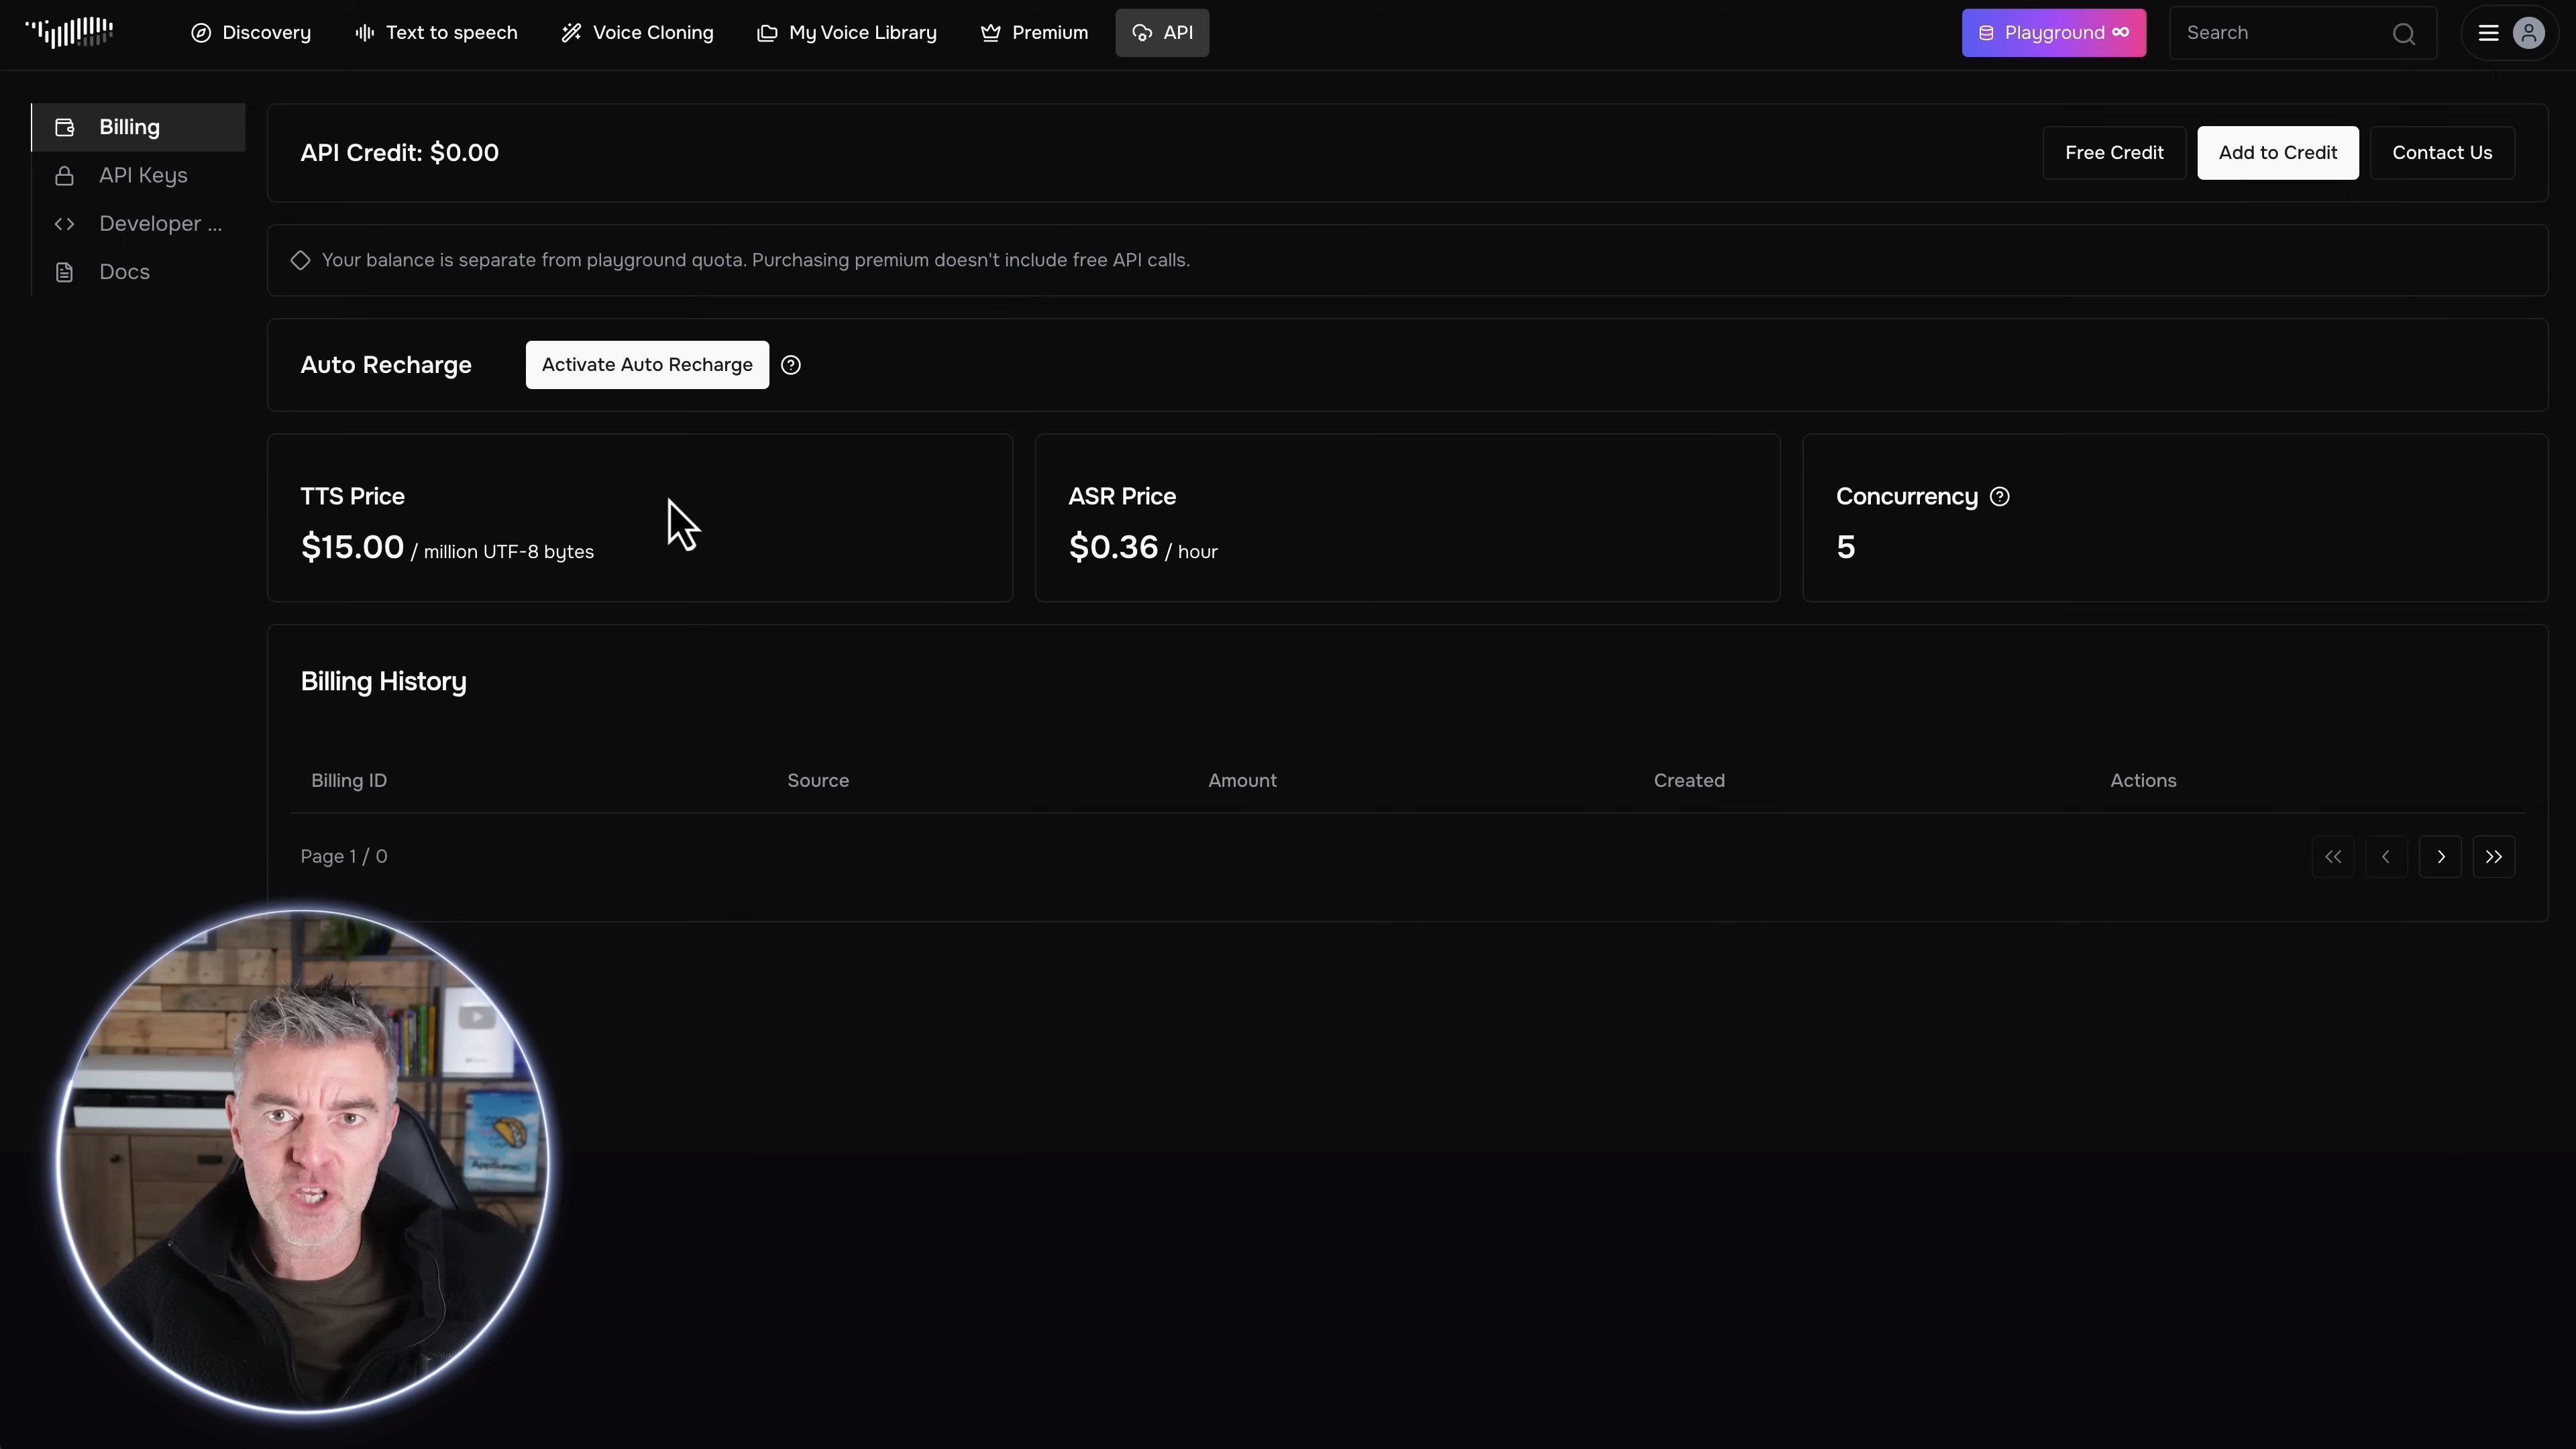 Discovery
Text to speech
Voice Cloning
My Voice Library
Premium
API
Playground ∞
Search
Billing
API Keys
Developer ...
Docs
API Credit: $0.00
Free Credit
Add to Credit
Contact Us
Your balance is separate from playground quota. Purchasing premium doesn't include free API calls.
Auto Recharge
Activate Auto Recharge
TTS Price
$15.00 / million UTF-8 bytes
ASR Price
$0.36 / hour
Concurrency
5
Billing History
Billing ID
Source
Amount
Created
Actions
Page 1 / 0
AppSumo